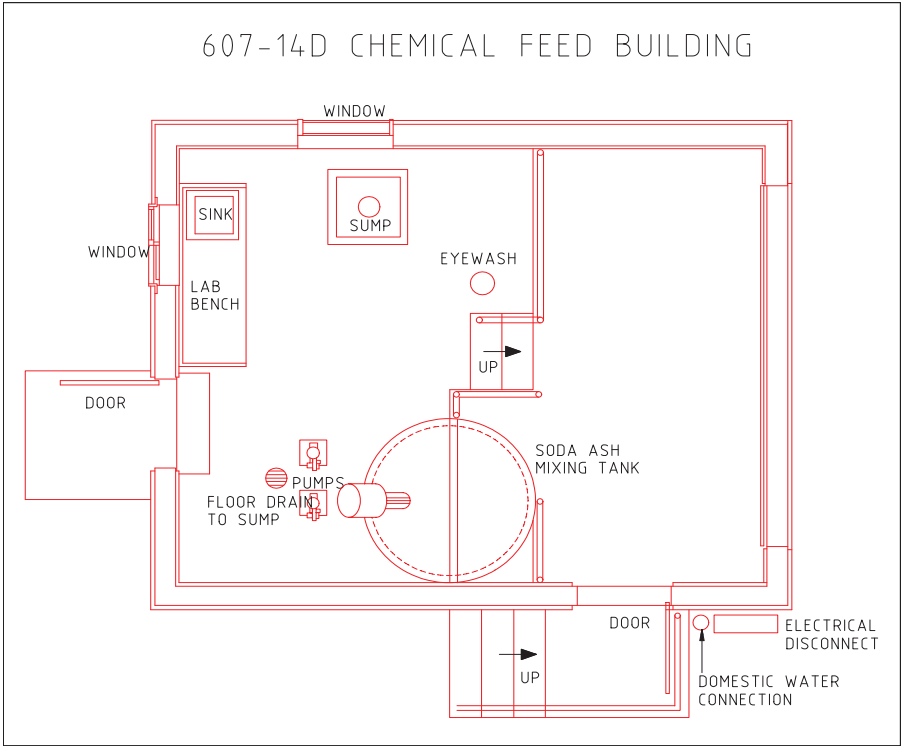 607-14D CHEMICAL FEED BUILDING
WINDOW
SINK
SUMP
WINDOW
EYEWASH
LAB
BENCH
UP
DOOR
SODA ASH
MIXING TANK
PUMPS
FLOOR DRAIN
TO SUMP
DOOR
ELECTRICAL
DISCONNECT
UP
DOMESTIC WATER
CONNECTION